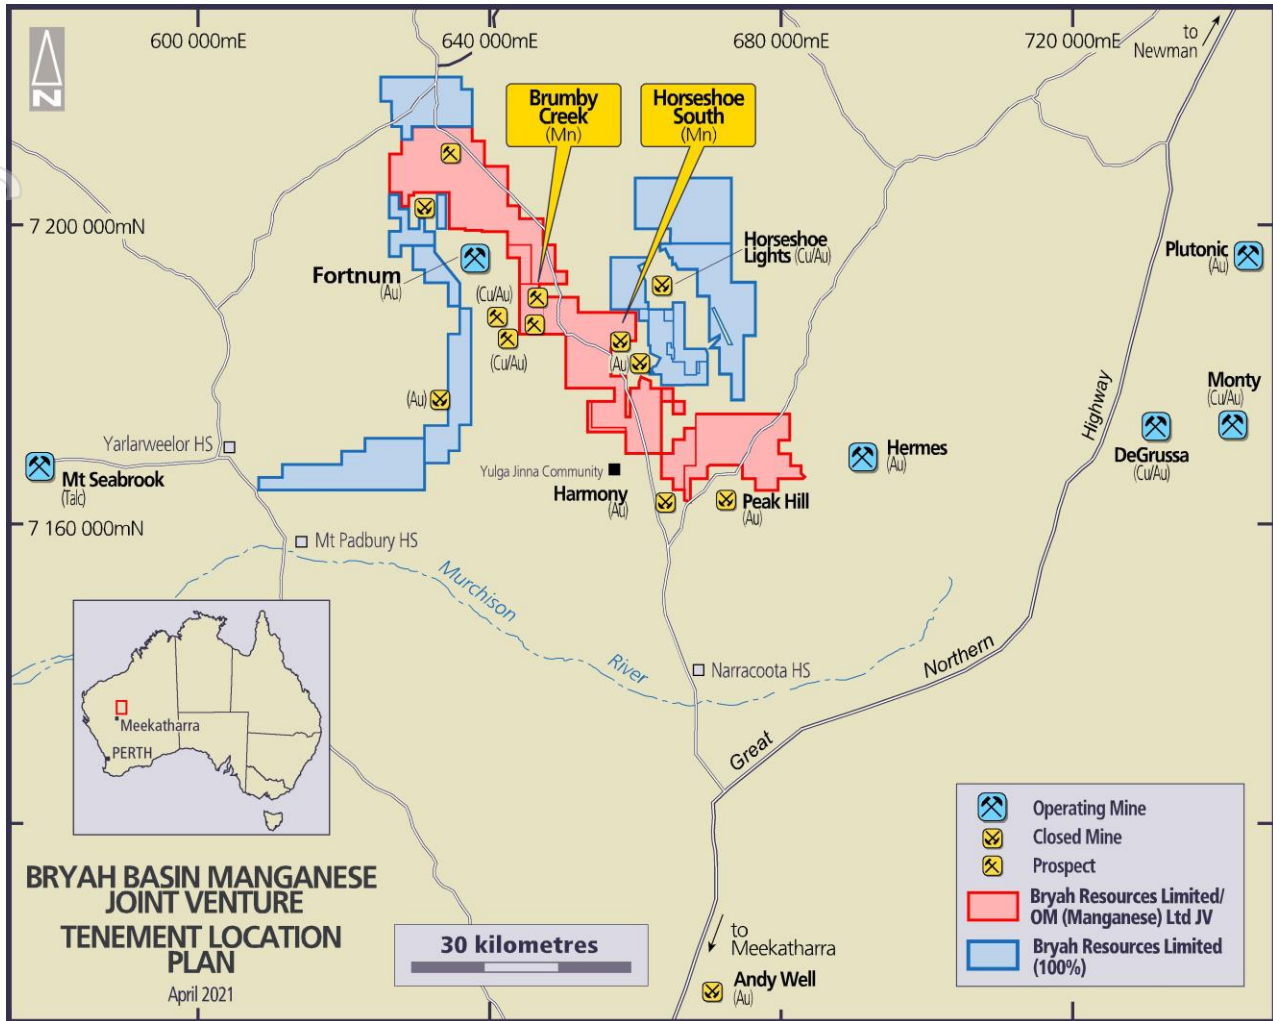 600 000mE
640 000mE
680 000mE
720 000mE
to
Newman
N
Brumby
Creek
(Mn)
Horseshoe
South
(Mn)
7 200 000mN
Horseshoe
Lights (Cu/Au)
Plutonic
(Au)
Fortnum
(Au)
(Cu/Au)
(Cu/Au)
(Au)
(Au)
Monty
(Cu/Au)
Highway
Yarlarweelor HS
Mt Seabrook
(Talc)
Yulga Jinna Community
Harmony
(Au)
Peak Hill
(Au)
Hermes
(Au)
DeGrussa
(Cu/Au)
7 160 000mN
Mt Padbury HS
Murchison
River
Narracoota HS
Northern
Great
Meekatharra
PERTH
BRYAH BASIN MANGANESE
JOINT VENTURE
TENEMENT LOCATION
PLAN
April 2021
30 kilometres
to
Meekatharra
Andy Well
(Au)
Operating Mine
Closed Mine
Prospect
Bryah Resources Limited/
OM (Manganese) Ltd JV
Bryah Resources Limited
(100%)